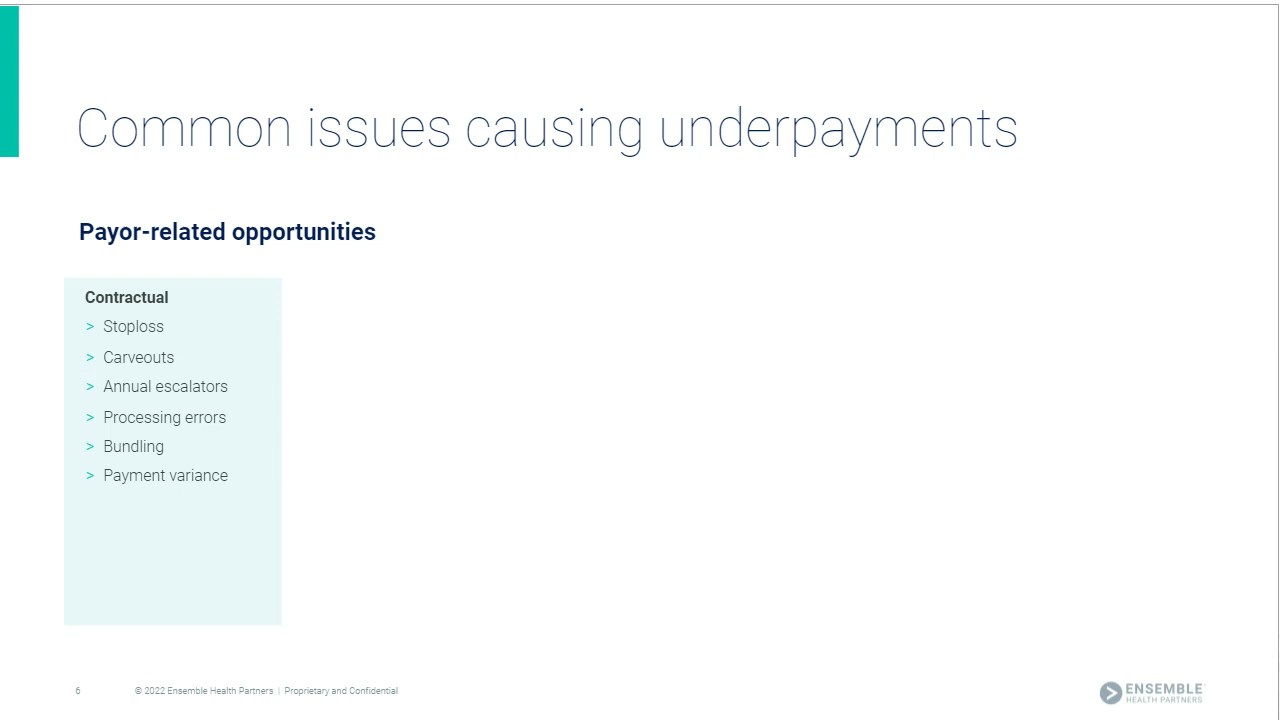 Common issues causing underpayments
Payor-related opportunities
Contractual
> Stoploss
> Carveouts
> Annual escalators
> Processing errors
> Bundling
> Payment variance
6
© 2022 Ensemble Health Partners | Proprietary and Confidential
ENSEMBLE
HEALTH PARTNERS